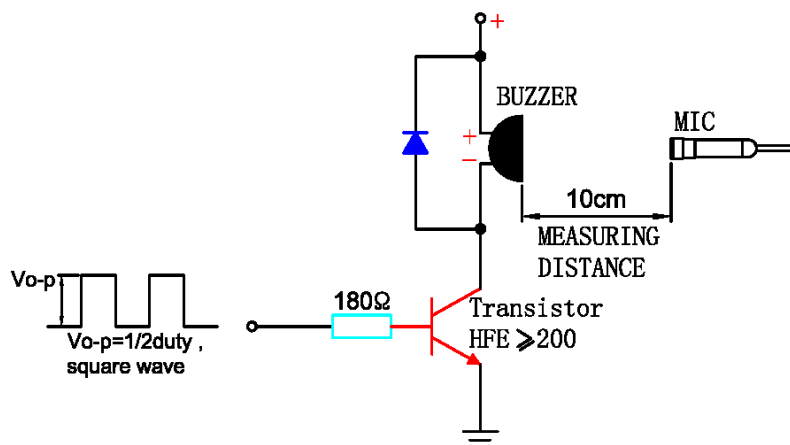 +
BUZZER
+
−
MIC
10cm
MEASURING
DISTANCE
Vo-p
Vo-p=1/2duty ,
square wave
180Ω
Transistor
HFE ⩾200